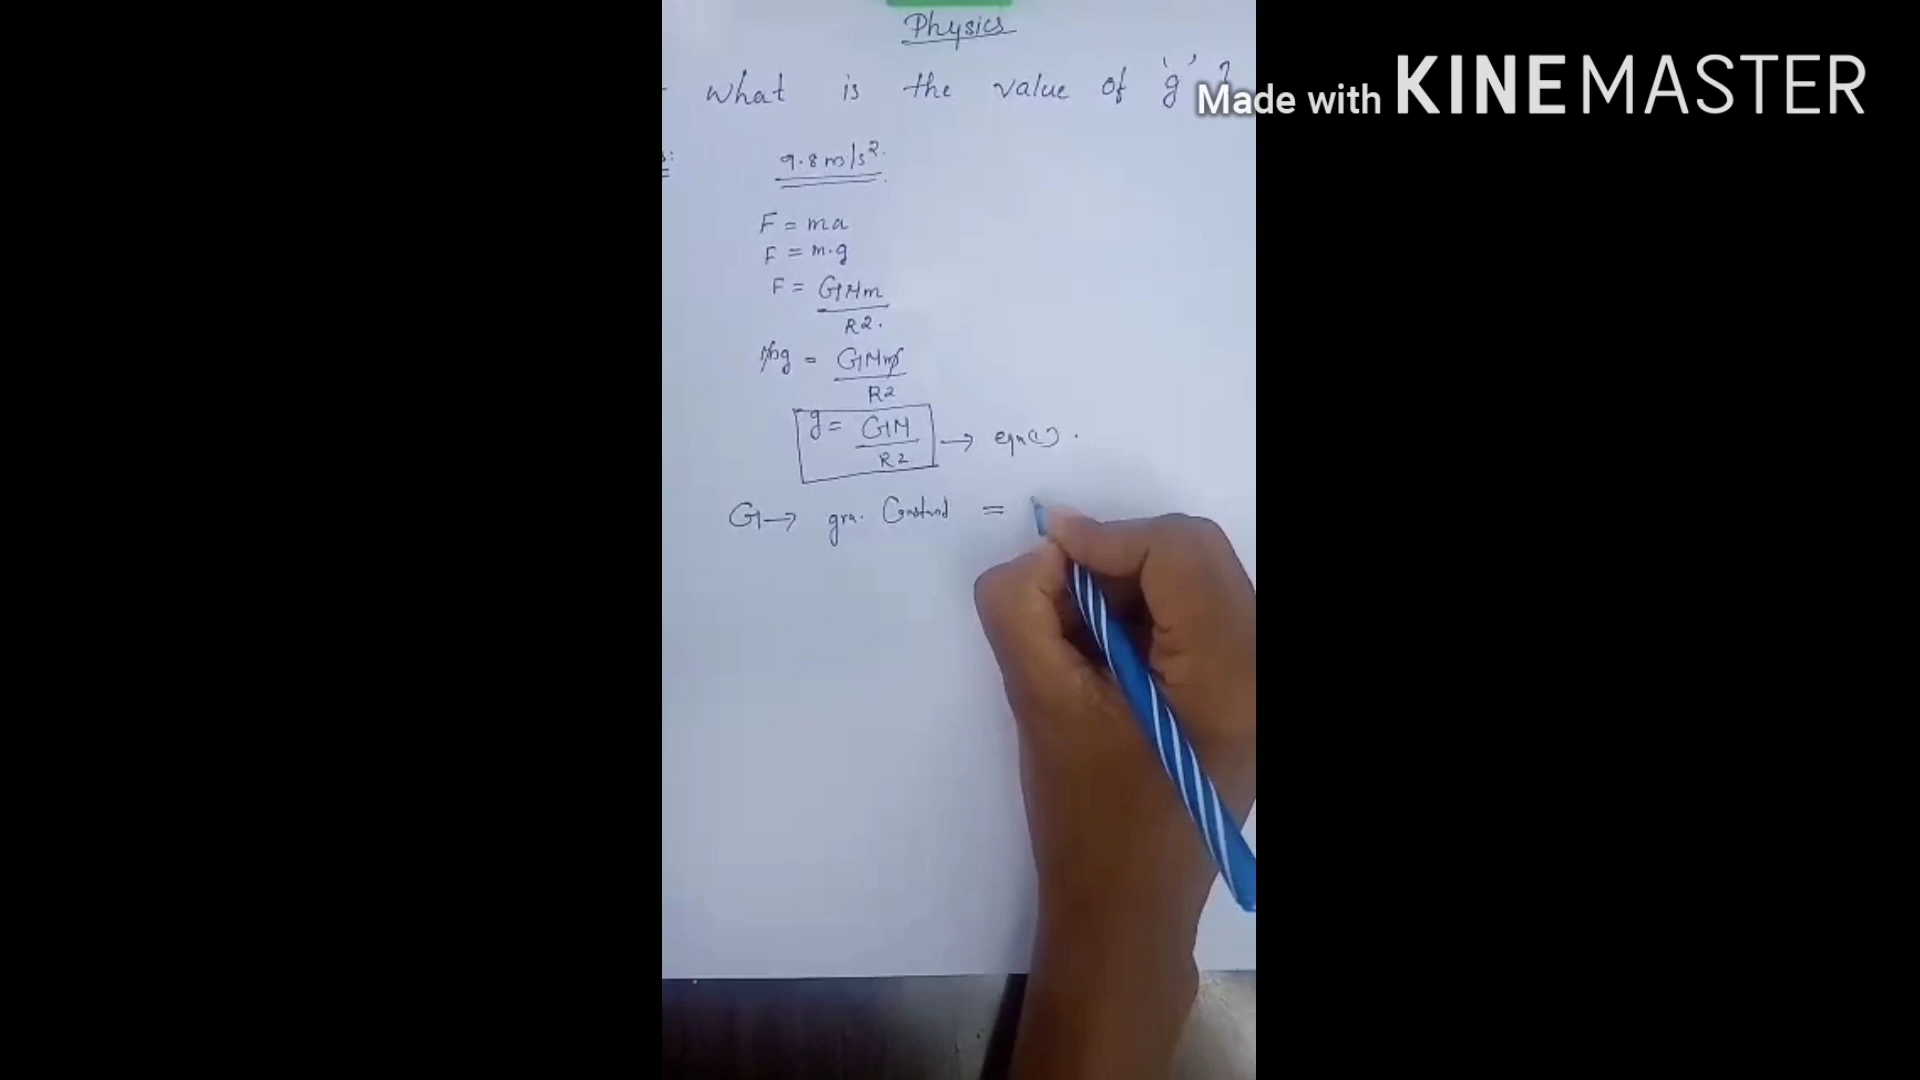 Physics
what is the value of 'g' ?
Made with KINEMASTER
9.8 m/s².
F = ma
F = m.g
F = GMm
R2.
mg = GMm
R2
g = GM → eqn(1).
R2
G → gra. Constand =